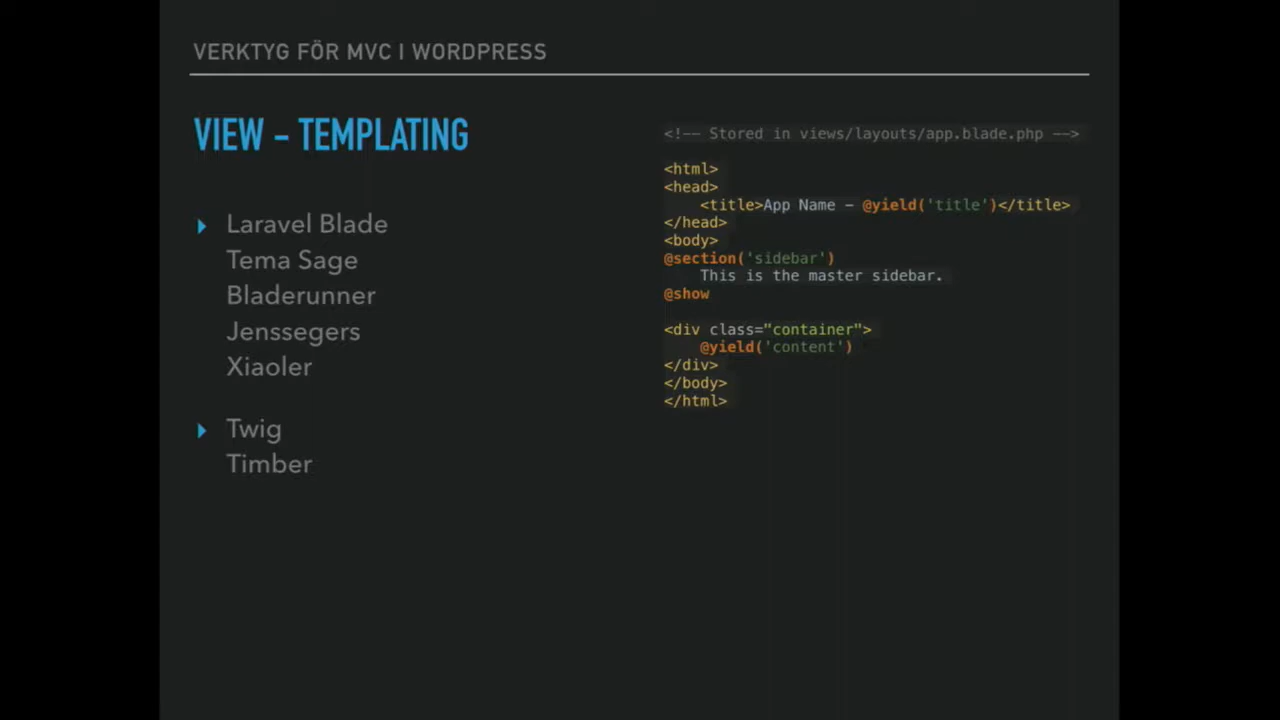 VERKTYG FÖR MVC I WORDPRESS
VIEW – TEMPLATING
Laravel Blade
Tema Sage
Bladerunner
Jenssegers
Xiaoler
Twig
Timber
<!-- Stored in views/layouts/app.blade.php -->
<html>
<head>
    <title>App Name - @yield('title')</title>
</head>
<body>
@section('sidebar')
    This is the master sidebar.
@show
<div class="container">
    @yield('content')
</div>
</body>
</html>